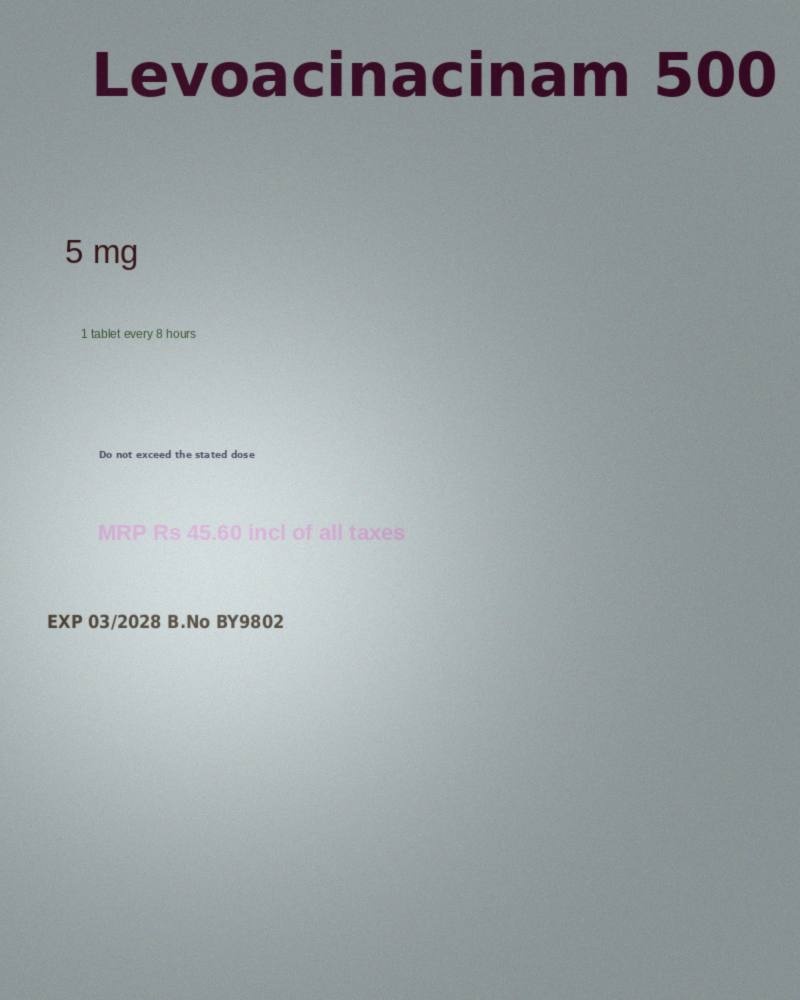 Levoacinacinam 500
5 mg
1 tablet every 8 hours
Do not exceed the stated dose
MRP Rs 45.60 incl of all taxes
EXP 03/2028 B.No BY9802